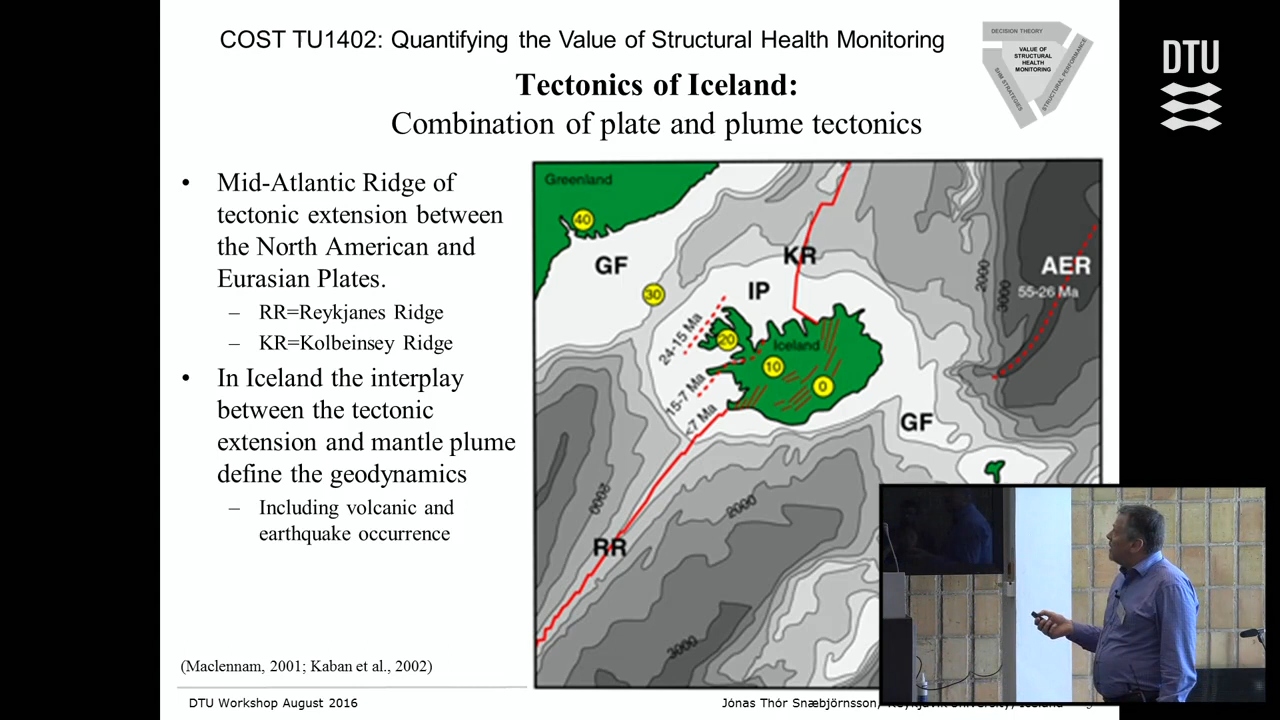 COST TU1402: Quantifying the Value of Structural Health Monitoring
DECISION THEORY
VALUE OF
STRUCTURAL
HEALTH
MONITORING
SHM STRATEGIES
STRUCTURAL PERFORMANCE
DTU
Tectonics of Iceland:
Combination of plate and plume tectonics
• Mid-Atlantic Ridge of
tectonic extension between
the North American and
Eurasian Plates.
– RR=Reykjanes Ridge
– KR=Kolbeinsey Ridge
• In Iceland the interplay
between the tectonic
extension and mantle plume
define the geodynamics
– Including volcanic and
earthquake occurrence
(Maclennam, 2001; Kaban et al., 2002)
Greenland
40
GF
30
KR
IP
2000
3000
AER
55-26 Ma
24-15 Ma
20
Iceland
10
0
15-7 Ma
<7 Ma
GF
2000
2000
RR
3000
DTU Workshop August 2016
Jónas Thór Snæbjörnsson, Reykjavik University, Iceland